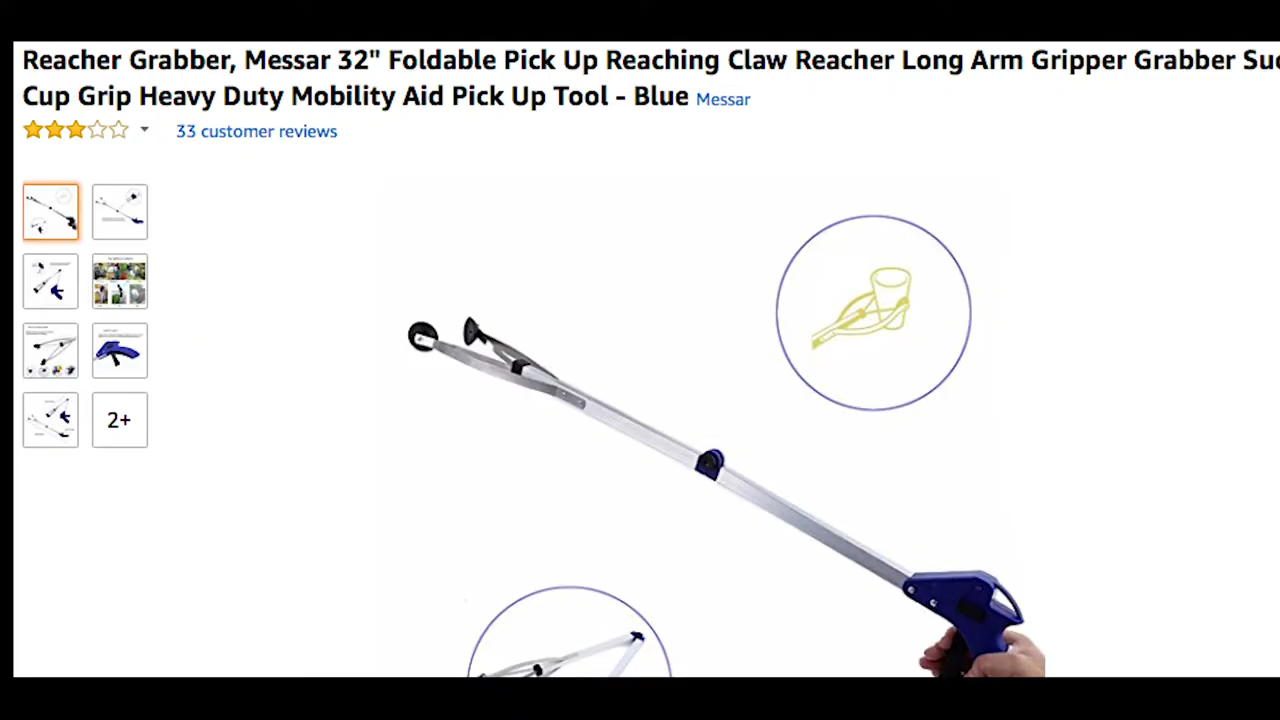 Reacher Grabber, Messar 32" Foldable Pick Up Reaching Claw Reacher Long Arm Gripper Grabber
Cup Grip Heavy Duty Mobility Aid Pick Up Tool - Blue Messar
33 customer reviews
2+